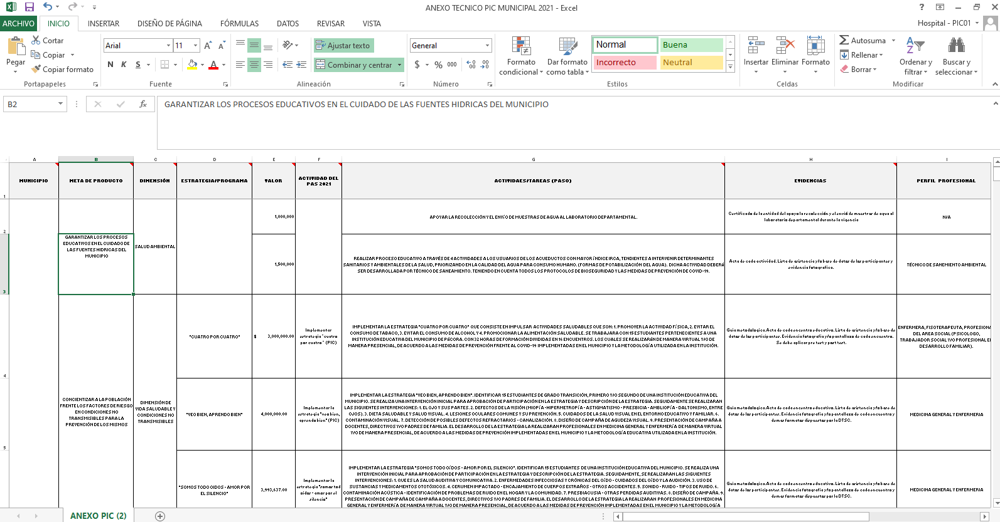 ANEXO TECNICO PIC MUNICIPAL 2021 - Excel
ARCHIVO INICIO INSERTAR DISEÑO DE PÁGINA FÓRMULAS DATOS REVISAR VISTA Hospital - PIC01
Pegar
Cortar
Copiar
Copiar formato
Portapapeles
Arial 11
N K S
Fuente
Ajustar texto
Combinar y centrar
Alineación
General
$ % 000
Número
Formato condicional
Dar formato como tabla
Normal Buena
Incorrecto Neutral
Estilos
Insertar Eliminar Formato
Celdas
Autosuma
Rellenar
Borrar
Ordenar y filtrar
Buscar y seleccionar
Modificar
B2 fx GARANTIZAR LOS PROCESOS EDUCATIVOS EN EL CUIDADO DE LAS FUENTES HIDRICAS DEL MUNICIPIO
A B C D E F G H I
1
MUNICIPIO
META DE PRODUCTO
DIMENSIÓN
ESTRATEGIA/PROGRAMA
VALOR
ACTIVIDAD DEL
PAS 2021
ACTIVIDAES/TAREAS (PASO)
EVIDENCIAS
PERFIL PROFESIONAL
2
1,000,000
APOYAR LA RECOLECCIÓN Y EL ENVÍO DE MUESTRAS DE AGUA AL LABORATORIO DEPARTAMENTAL.
Certificado de la entidad del apoyo la recolección y el envió de muestras de agua al
laboratorio departamental durante la vigencia
N/A
3
GARANTIZAR LOS PROCESOS
EDUCATIVOS EN EL CUIDADO DE
LAS FUENTES HIDRICAS DEL
MUNICIPIO
SALUD AMBIENTAL
1,500,000
REALIZAR PROCESO EDUCATIVO A TRAVÉS DE 4 ACTIVIDADES A LOS USUARIOS DE LOS ACUEDUCTOS CON MAYOR ÍNDICE IRCA, TENDIENTES A INTERVENIR DETERMINANTES
SANITARIOS Y AMBIENTALES DE LA SALUD, PRIORIZANDO EN LA CALIDAD DEL AGUA PARA CONSUMO HUMANO. (FORMAS DE POTABILIZACIÓN DEL AGUA). DICHA ACTIVIDAD DEBERÁ
SER DESARROLLADA POR TÉCNICO DE SANEAMIENTO. TENIENDO EN CUENTA TODOS LOS PROTOCOLOS DE BIOSEGURIDAD Y LAS MEDIDAS DE PREVENCIÓN DE COVID-19.
Acta de cada actividad. Lista de asistencia y/o base de datos de los participantes y
evidencia fotografica.
TÉCNICO DE SANEMIENTO AMBIENTAL
4
"CUATRO POR CUATRO"
$ 3,000,000.00
Implementar
estrategia "cuatro
por cuatro" (PIC)
IMPLEMENTAR LA ESTRATEGIA "CUATRO POR CUATRO" QUE CONSISTE EN IMPULSAR ACTIVIDADES SALUDABLES QUE SON: 1. PROMOVER LA ACTIVIDAD FÍSICA, 2. EVITAR EL
CONSUMO DE TABACO, 3. EVITAR EL CONSUMO DE ALCOHOL Y 4. PROMOCIONAR LA ALIMENTACIÓN SALUDABLE. SE TRABAJARA CON 15 ESTUDIANTES PERTENECIENTES A UNA
INSTITUCIÓN EDUCATIVA DEL MUNICIPIO DE PÁCORA. CON 32 HORAS DE FORMACIÓN DIVIDIDAS EN 16 ENCUENTROS. LOS CUALES SE REALIZARÁN DE MANERA VIRTUAL Y/O DE
MANERA PRESENCIAL, DE ACUERDO A LAS MEDIDAS DE PREVENCIÓN FRENTE AL COVID-19 IMPLEMENTADAS EN EL MUNICIPIO Y LA METODOLOGÍA UTILIZADA EN LA INSTITUCIÓN.
Guia metodologica. Acta de cada encuentro educativo. Lista de asistencia y/o base de
datos de los participantes. Evidencia fotografia y/o pantallazo de cada encuentro.
Se debe aplicar pre test y post test.
ENFERMERA, FISOTERAPEUTA, PROFESIONA
DEL AREA SOCIAL (PSICOLOGO,
TRABAJADOR SOCIAL Y/O PROFESIONAL EN
DESARROLLO FAMILIAR).
5
CONCIENTIZAR A LA POBLACIÓN
FRENTE LOS FACTORES DE RIESGO
EN CONDICIONES NO
TRANSMISIBLES PARA LA
PREVENCIÓN DE LOS MISMOS
DIMENSIÓN DE
VIDA SALUDABLE Y
CONDICIONES NO
TRANSMISIBLES
"VEO BIEN, APRENDO BIEN"
4,000,000.00
Implementar la
estrategia "veo bien,
aprendo bien" (PIC)
IMPLEMENTAR LA ESTRATEGIA "VEO BIEN, APRENDO BIEN". IDENTIFICAR 15 ESTUDIANTES DE GRADO TRANSICIÓN, PRIMERO Y/O SEGUNDO DE UNA INSTITUCIÓN EDUCATIVA DEL
MUNICIPIO. SE REALIZA UNA INTERVENCIÓN INICIAL PARA APROBACIÓN DE PARTICIPACIÓN EN LA ESTRATEGIA Y DESCRIPCIÓN DE LA ESTRATEGIA. SEGUIDAMENTE SE REALIZARAN
LAS SIGUIENTES INTERVENCIONES: 1. EL OJO Y SUS PARTES. 2. DEFECTOS DE LA VISIÓN (MIOPÍA - HIPERMETROPÍA - ASTIGMATISMO - PRESBICIA - AMBLIOPÍA - DALTONISMO, ENTRE
OJOS). 3. DIETA SALUDABLE Y SALUD VISUAL. 4. LESIONES OCULARES COMUNES Y SU PREVENCIÓN. 5. CUIDADOS DE LA SALUD VISUAL EN EL ENTORNO EDUCATIVO Y FAMILIAR. 6.
CONTAMINACIÓN VISUAL. 7. DETECCIÓN DE POSIBLES DEFECTOS REFRACTARIOS - CANALIZACIÓN. 8. DISEÑO DE CAMPAÑA DE AGUDEZA VISUAL. 9. PRESENTACIÓN DE CAMPAÑA A
DOCENTES, DIRECTIVOS Y/O PADRES DE FAMILIA. EL DESARROLLO DE LA ESTRATEGIA LA REALIZARAN PROFESIONALES EN MEDICINA GENERAL Y ENFERMERÍA DE MANERA VIRTUAL
Y/O DE MANERA PRESENCIAL, DE ACUERDO A LAS MEDIDAS DE PREVENCIÓN IMPLEMENTADAS EN EL MUNICIPIO Y LA METODOLOGÍA EDUCATIVA UTILIZADA EN LA INSTITUCIÓN.
Guia metodologica. Acta de cada encuentro educativo. Lista de asistencia y/o base de
datos de los participantes. Evidencia fotografia y/o pantallazo de cada encuentro y
demas formatos dispuestos por la DTSC.
MEDICINA GENERAL Y ENFERMERIA
"SOMOS TODO OIDOS - AMOR POR
EL SILENCIO"
3,993,637.00
Implementar la
estrategia "somos tod
oidos - amor por el
silencio"
IMPLEMENTAR LA ESTRATEGIA "SOMOS TODO OÍDOS - AMOR POR EL SILENCIO". IDENTIFICAR 15 ESTUDIANTES DE UNA INSTITUCIÓN EDUCATIVA DEL MUNICIPIO. SE REALIZA UNA
INTERVENCIÓN INICIAL PARA APROBACIÓN DE PARTICIPACIÓN EN LA ESTRATEGIA Y DESCRIPCIÓN DE LA ESTRATEGIA. SEGUIDAMENTE, SE REALIZARAN LAS SIGUIENTES
INTERVENCIONES: 1. QUE ES LA SALUD AUDITIVA Y COMUNICATIVA. 2. ENFERMEDADES INFECCIOSAS Y CRÓNICAS DEL OÍDO - CUIDADOS DEL OÍDO Y LA AUDICIÓN. 3. USO DE
SUSTANCIAS Y MEDICAMENTOS OTOTÓXICOS. 4. CERUMEN IMPACTADO - ENCAJAMIENTO DE CUERPOS EXTRAÑOS - OTROS ACCIDENTES. 5. SONIDO - RUIDO - TIPOS DE RUIDO. 6.
CONTAMINACIÓN ACÚSTICA - IDENTIFICACIÓN DE PROBLEMAS DE RUIDO EN EL HOGAR Y LA COMUNIDAD. 7. PRESBIACUSIA - OTRAS PERDIDAS AUDITIVAS. 8. DISEÑO DE CAMPAÑA. 9.
PRESENTACIÓN DE CAMPAÑA DE CAMPAÑA A DOCENTES, DIRECTIVOS Y/O PADRES DE FAMILIA. EL DESARROLLO DE LA ESTRATEGIA LA REALIZARAN PROFESIONALES EN MEDICINA
GENERAL Y ENFERMERÍA DE MANERA VIRTUAL Y/O DE MANERA PRESENCIAL, DE ACUERDO A LAS MEDIDAS DE PREVENCIÓN IMPLEMENTADAS EN EL MUNICIPIO Y LA METODOLOGÍA
Guia metodologica. Acta de cada encuentro educativo. Lista de asistencia y/o base de
datos de los participantes. Evidencia fotografia y/o pantallazo de cada encuentro y
demas formatos dispuestos por la DTSC.
MEDICINA GENERAL Y ENFERMERIA
ANEXO PIC (2)